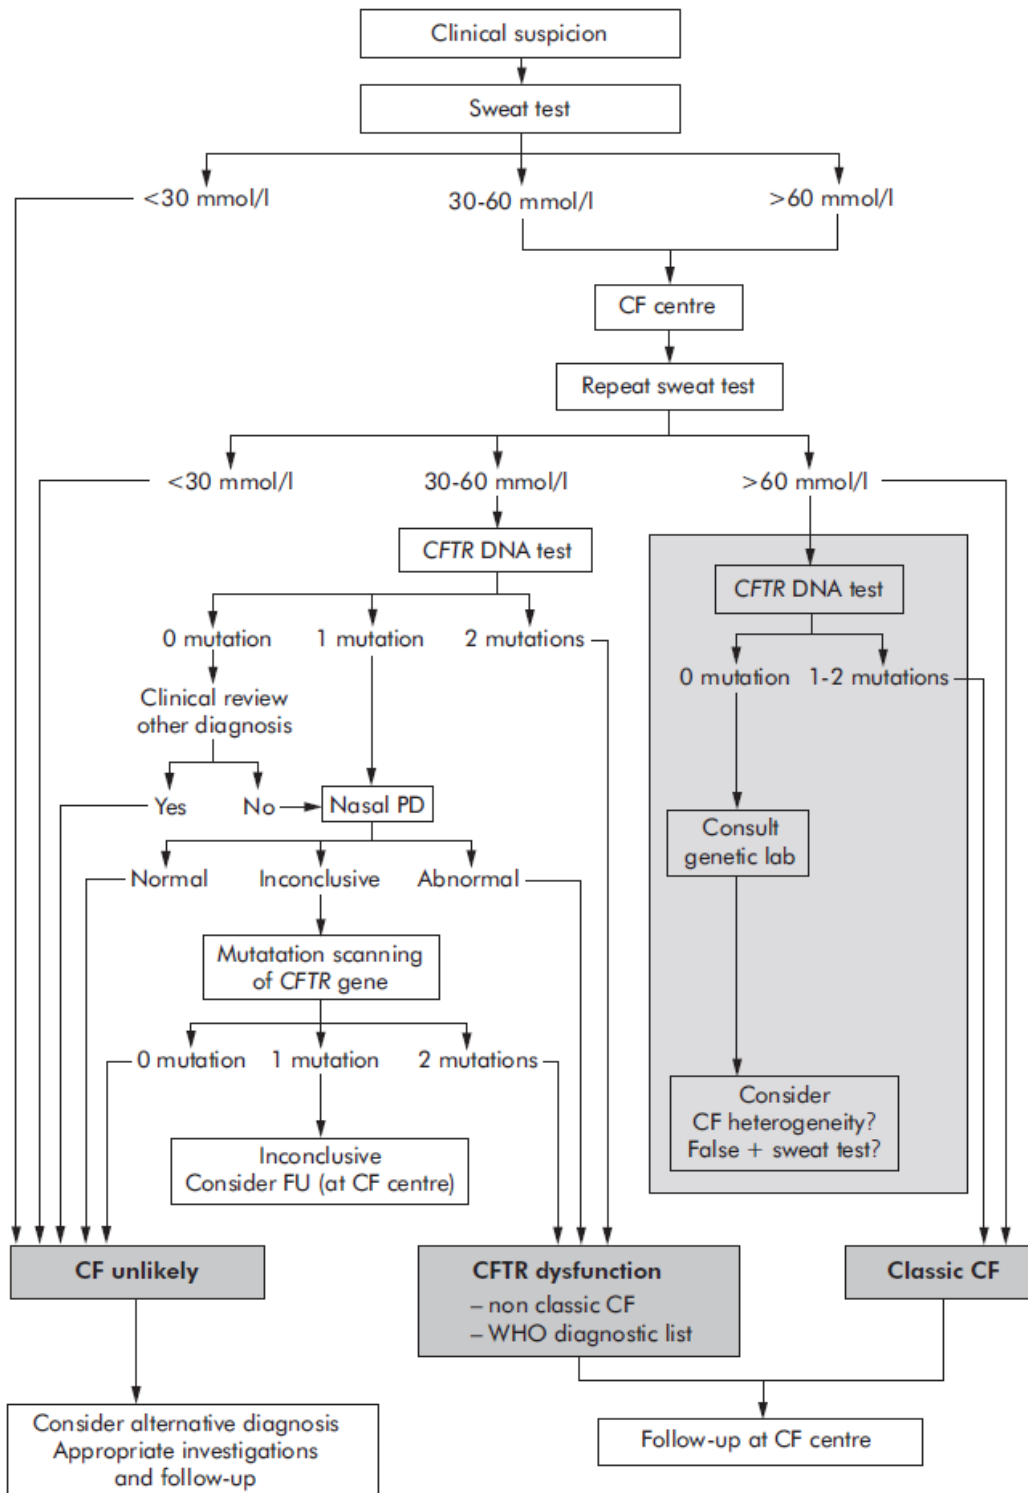 Clinical suspicion
Sweat test
<30 mmol/l
30-60 mmol/l
>60 mmol/l
CF centre
Repeat sweat test
<30 mmol/l
30-60 mmol/l
>60 mmol/l
CFTR DNA test
CFTR DNA test
0 mutation
1 mutation
2 mutations
0 mutation
1-2 mutations
Clinical review
other diagnosis
Yes
No
Nasal PD
Consult
genetic lab
Normal
Inconclusive
Abnormal
Mutatation scanning
of CFTR gene
0 mutation
1 mutation
2 mutations
Consider
CF heterogeneity?
False + sweat test?
Inconclusive
Consider FU (at CF centre)
CF unlikely
CFTR dysfunction
– non classic CF
– WHO diagnostic list
Classic CF
Consider alternative diagnosis
Appropriate investigations
and follow-up
Follow-up at CF centre